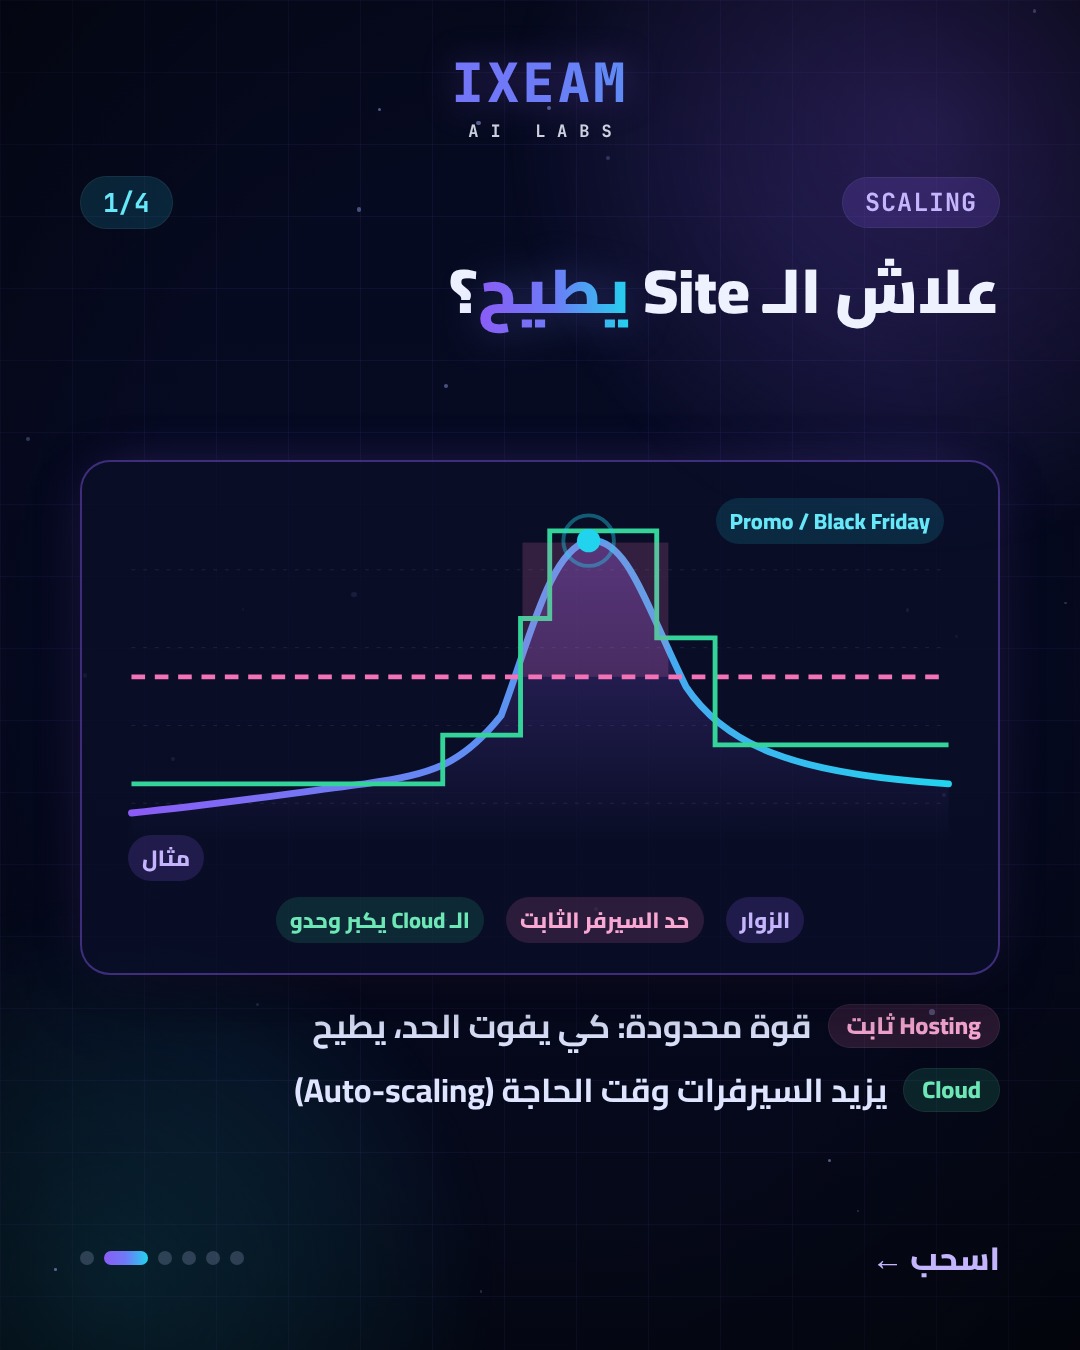 IXEAM
AI LABS
SCALING
1/4
علاش الـ Site يطيح؟
Promo / Black Friday
مثال
الزوار
حد السيرفر الثابت
الـ Cloud يكبر وحدو
Hosting ثابت
قوة محدودة: كي يفوت الحد، يطيح
Cloud
يزيد السيرفرات وقت الحاجة (Auto-scaling)
اسحب ←